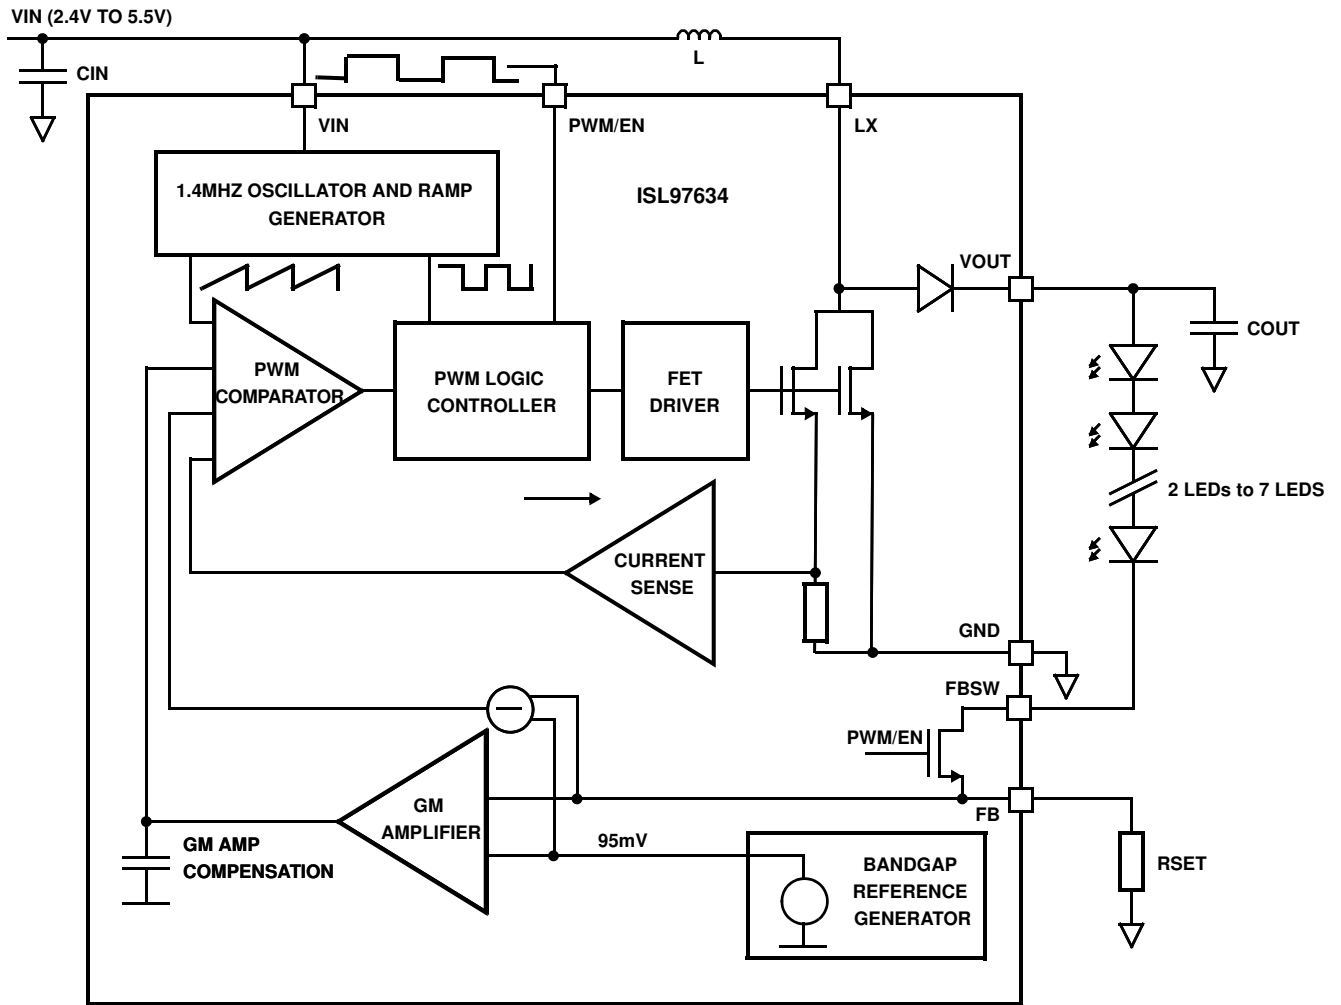 VIN (2.4V TO 5.5V)
CIN
L
VIN
PWM/EN
LX
1.4MHZ OSCILLATOR AND RAMP
GENERATOR
ISL97634
VOUT
COUT
PWM
COMPARATOR
PWM LOGIC
CONTROLLER
FET
DRIVER
2 LEDs to 7 LEDS
CURRENT
SENSE
GND
FBSW
PWM/EN
GM
AMPLIFIER
FB
95mV
GM AMP
COMPENSATION
BANDGAP
REFERENCE
GENERATOR
RSET